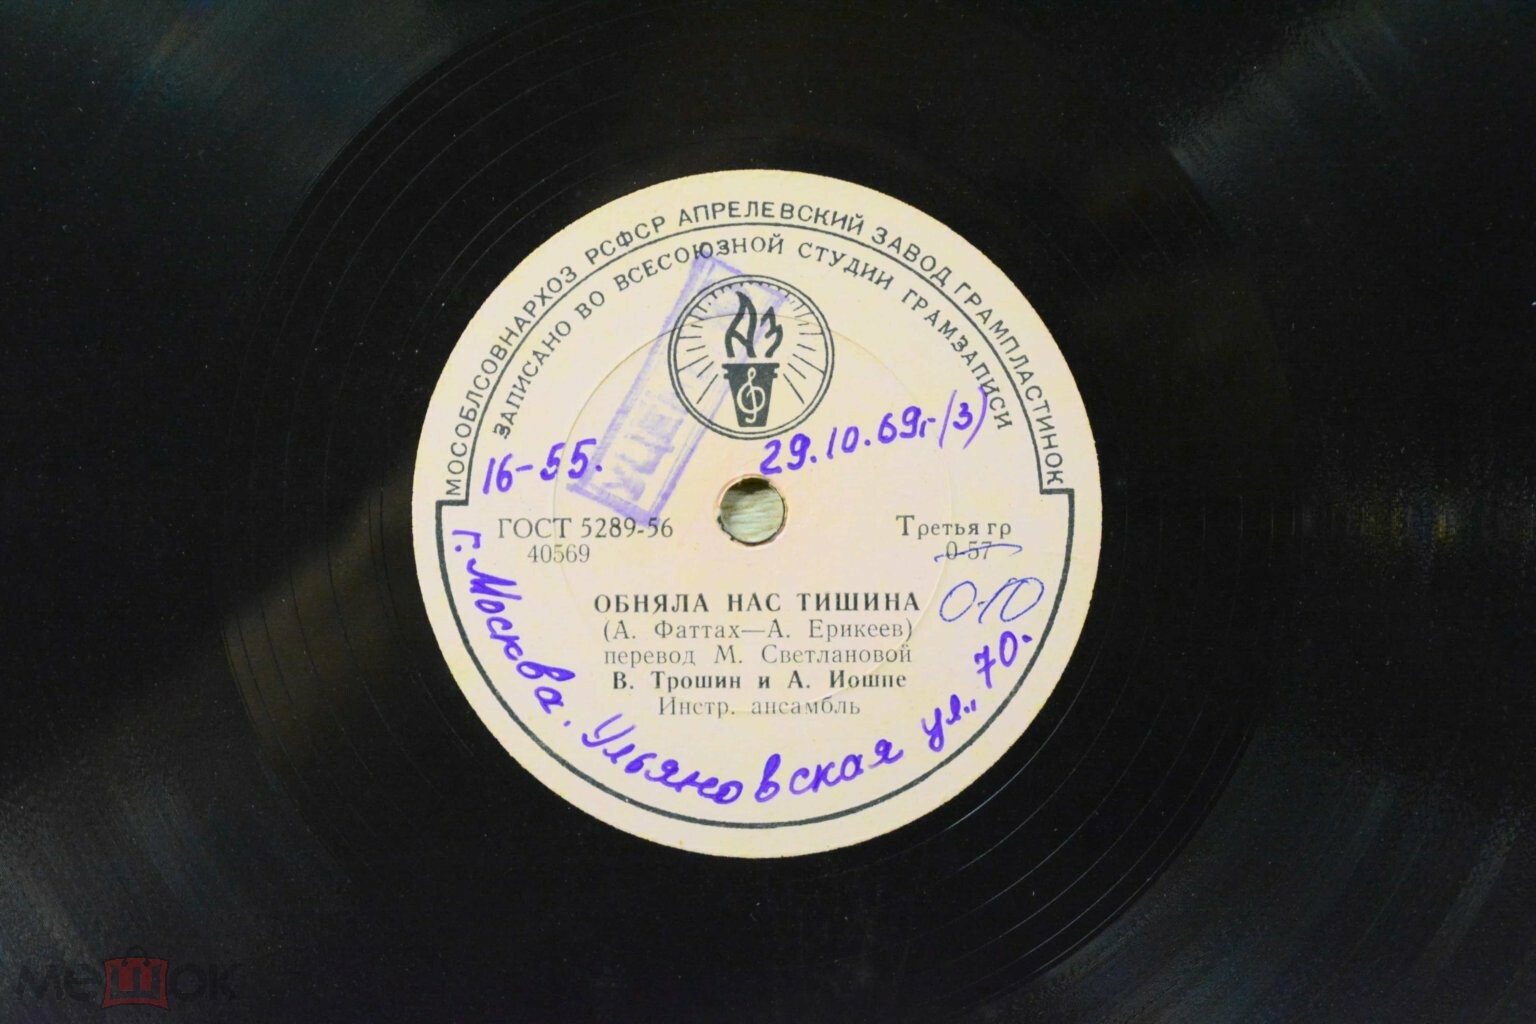 МОСОБЛСОВНАРХОЗ РСФСР АПРЕЛЕВСКИЙ ЗАВОД ГРАМПЛАСТИНОК
ЗАПИСАНО ВО ВСЕСОЮЗНОЙ СТУДИИ ГРАМЗАПИСИ
АЗ
16-55.
29.10.69г-/3)
ГОСТ 5289-56
Третья гр
40569
0-57
0-10
ОБНЯЛА НАС ТИШИНА
(А. Фаттах—А. Ерикеев)
перевод М. Светлановой
В. Трошин и А. Иошпе
Инстр. ансамбль
г. Москва. Ульяновская ул., 70.
мешок